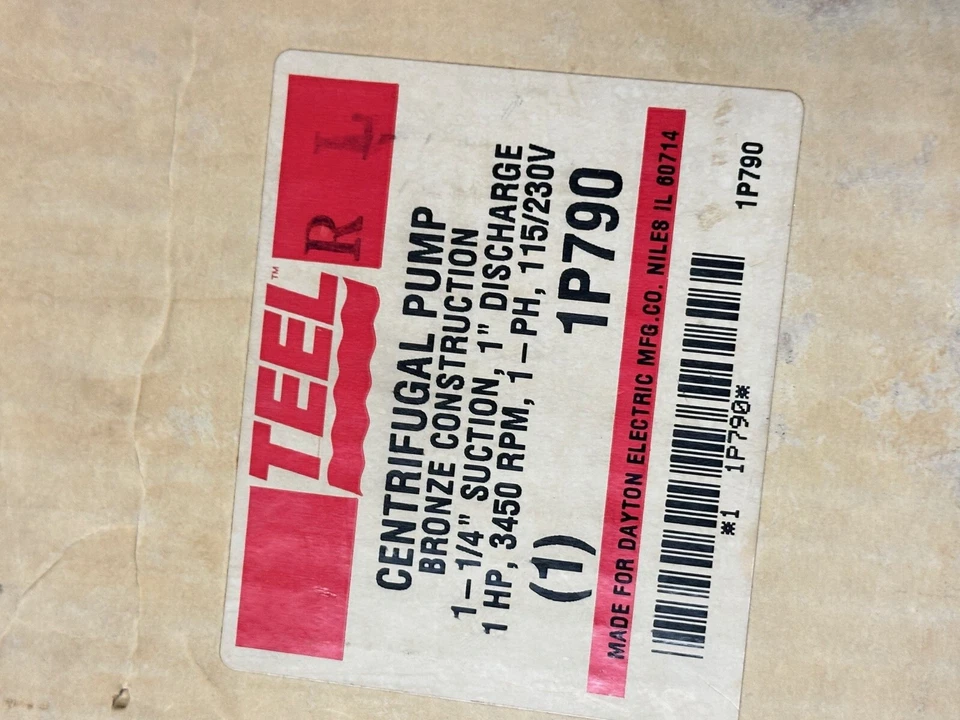 TEEL™
R L
CENTRIFUGAL PUMP
BRONZE CONSTRUCTION
1-1/4" SUCTION, 1" DISCHARGE
1 HP, 3450 RPM, 1-PH, 115/230V
(1) 1P790
MADE FOR DAYTON ELECTRIC MFG.CO. NILES IL 60714
*1 1P790*
1P790